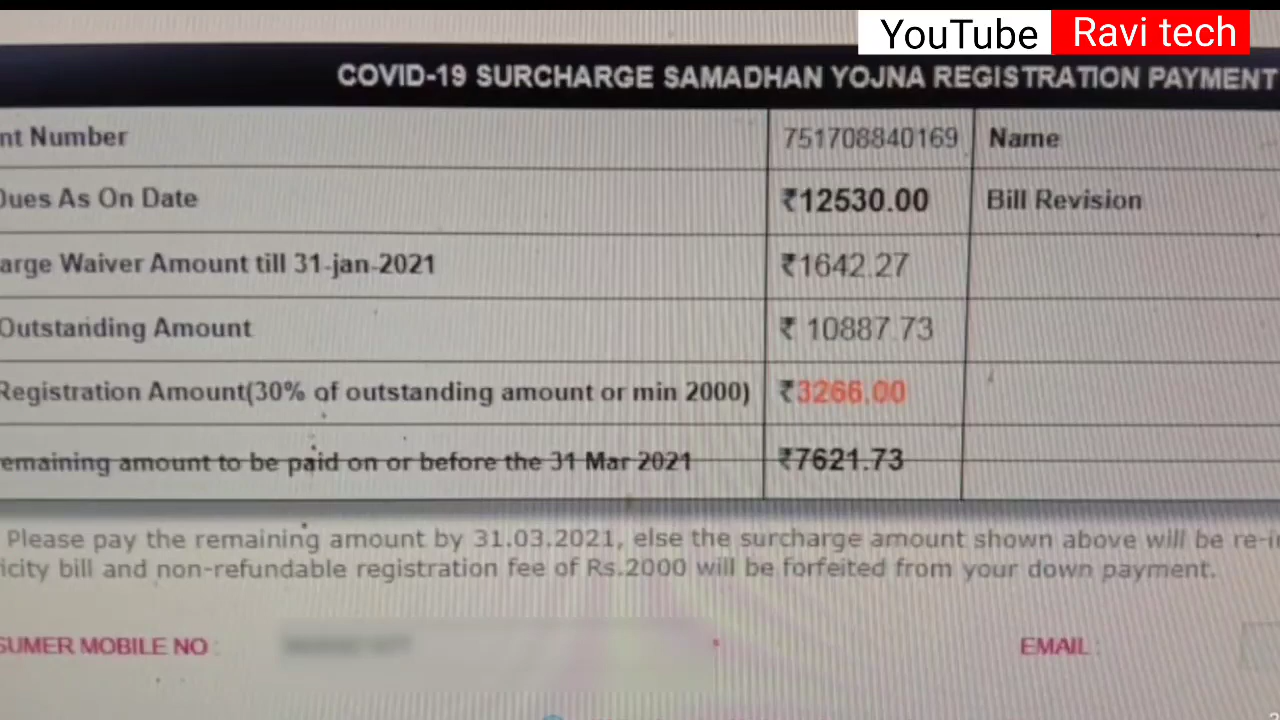 YouTube Ravi tech
COVID-19 SURCHARGE SAMADHAN YOJNA REGISTRATION PAYMENT
nt Number 751708840169 Name
Dues As On Date ₹12530.00 Bill Revision
arge Waiver Amount till 31-jan-2021 ₹1642.27
Outstanding Amount ₹ 10887.73
Registration Amount(30% of outstanding amount or min 2000) ₹3266.00
emaining amount to be paid on or before the 31 Mar 2021 ₹7621.73
Please pay the remaining amount by 31.03.2021, else the surcharge amount shown above will be re-i
icity bill and non-refundable registration fee of Rs.2000 will be forfeited from your down payment.
SUMER MOBILE NO : * EMAIL :